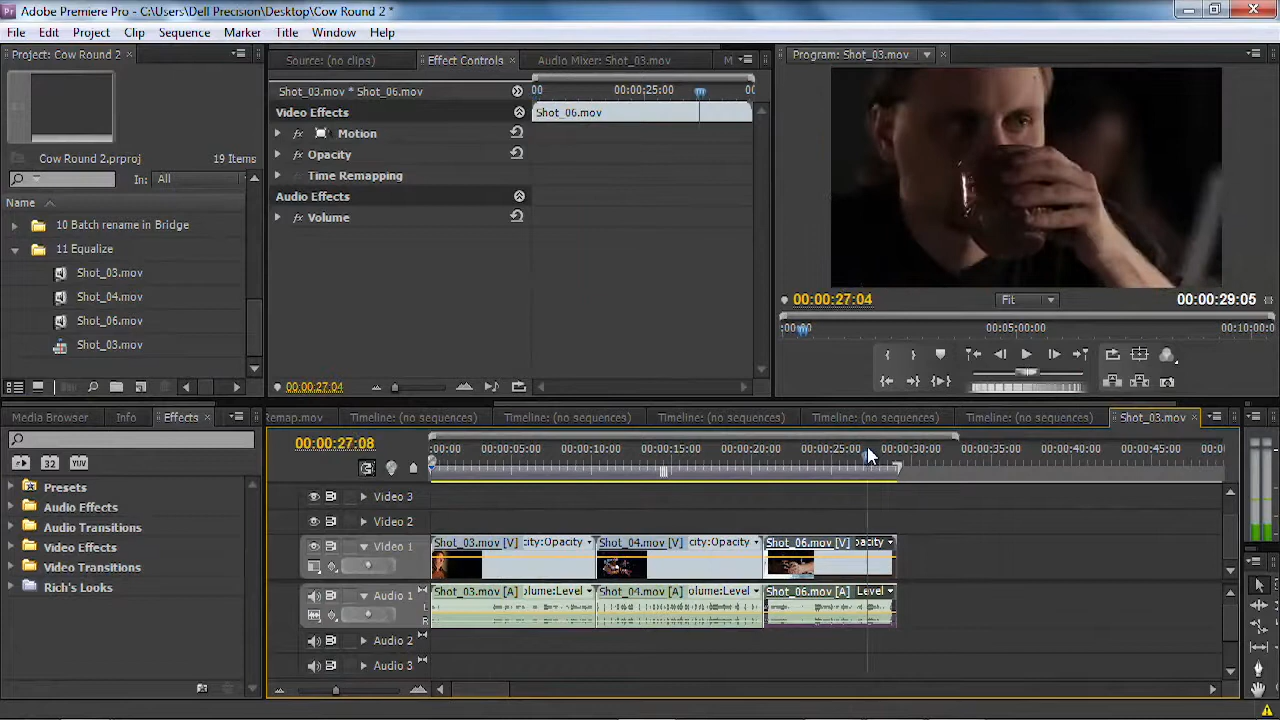 Adobe Premiere Pro - C:\Users\Dell Precision\Desktop\Cow Round 2 *
File Edit Project Clip Sequence Marker Title Window Help
Project: Cow Round 2
Cow Round 2.prproj
19 Items
In: All
Name
10 Batch rename in Bridge
11 Equalize
Shot_03.mov
Shot_04.mov
Shot_06.mov
Shot_03.mov
Source: (no clips) Effect Controls Audio Mixer: Shot_03.mov M
Shot_03.mov * Shot_06.mov
00 00:00:25:00 00
Video Effects
Shot_06.mov
fx Motion
fx Opacity
Time Remapping
Audio Effects
fx Volume
00:00:27:04
Program: Shot_03.mov
00:00:27:04 Fit 00:00:29:05
:00:00 00:05:00:00 00:10:00:0
Media Browser Info Effects
32 YUV
Presets
Audio Effects
Audio Transitions
Video Effects
Video Transitions
Rich's Looks
Remap.mov Timeline: (no sequences) Timeline: (no sequences) Timeline: (no sequences) Timeline: (no sequences) Timeline: (no sequences) Shot_03.mov
00:00:27:08
:00:00 00:00:05:00 00:00:10:00 00:00:15:00 00:00:20:00 00:00:25:00 00:00:30:00 00:00:35:00 00:00:40:00 00:00:45:00 00:0
Video 3
Video 2
Video 1
Shot_03.mov [V] city:Opacity Shot_04.mov [V] city:Opacity Shot_06.mov [V] pacity
Audio 1
Shot_03.mov [A] olume:Level Shot_04.mov [A] olume:Level Shot_06.mov [A] Level
L
R
Audio 2
Audio 3